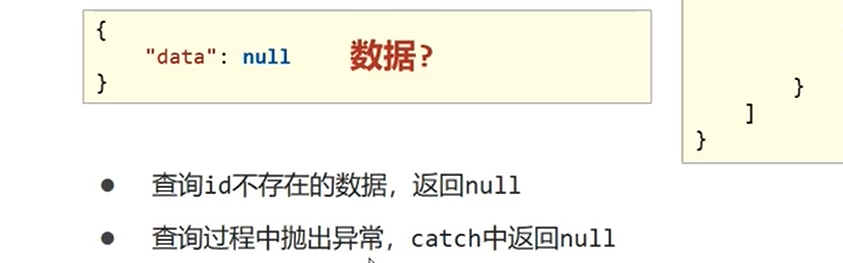 {
"data": null 数据?
}
}
]
}
● 查询id不存在的数据，返回null
● 查询过程中抛出异常，catch中返回null